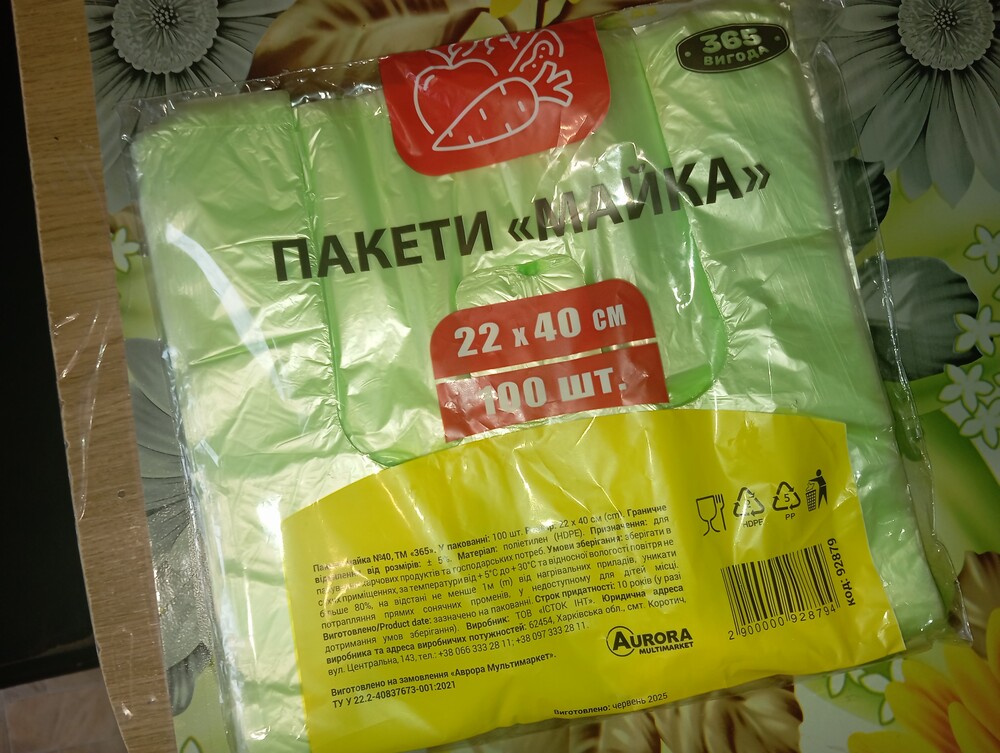 365
ВИГОДА
ПАКЕТИ «МАЙКА»
22 х 40 СМ
100 ШТ.
майка №40, ТМ «365». У пакованні: 100 шт. 22 х 40 см (cm). Граничне
від розмірів: ± 5 Матеріал: поліетилен (HDPE). Призначення: для
харчових продуктів та господарських потреб. Умови зберігання: зберігати в
приміщеннях, за температури від + 5°С до + 30°С та відносної вологості повітря не
більше 80%, на відстані не менше 1м (m) від нагрівальних приладів, уникати
потрапляння прямих сонячних променів, у недоступному для дітей місці.
Виготовлено/Product date: зазначено на пакованні. Строк придатності: 10 років (у разі
дотримання умов зберігання). Виробник: ТОВ «ІСТОК ІНТ». Юридична адреса
виробника та адреса виробничих потужностей: 62454, Харківська обл., смт. Коротич,
вул. Центральна, 143, тел.: +38 066 333 28 11; +38 097 333 28 11.
Виготовлено на замовлення «Аврора Мультимаркет».
ТУ У 22.2-40837673-001:2021
HDPE
5
PP
2 900000 928794
КОД: 92879
AURORA
MULTIMARKET
Виготовлено: червень 2025